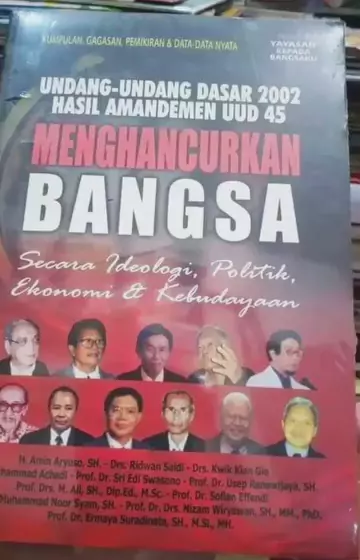 KUMPULAN, GAGASAN, PEMIKIRAN & DATA-DATA NYATA
YAYASAN
KEPADA
BANGSAKU
UNDANG-UNDANG DASAR 2002
HASIL AMANDEMEN UUD 45
MENGHANCURKAN
BANGSA
Secara Ideologi, Politik,
Ekonomi & Kebudayaan
H. Amin Aryoso, SH. - Drs. Ridwan Saidi - Drs. Kwik Kian Gie
hammad Achadi - Prof. Dr. Sri Edi Swasono - Prof. Dr. Usep Ranawijaya, SH.
Prof. Drs. H. Ali, SH., Dip.Ed., M.Sc. - Prof. Dr. Sofian Effendi
Muhammad Noor Syam, SH. - Prof. Dr. Drs. Nizam Wiryawan, SH., MM., PhD.
Prof. Dr. Ermaya Suradinata, SH., M.Si., MH.